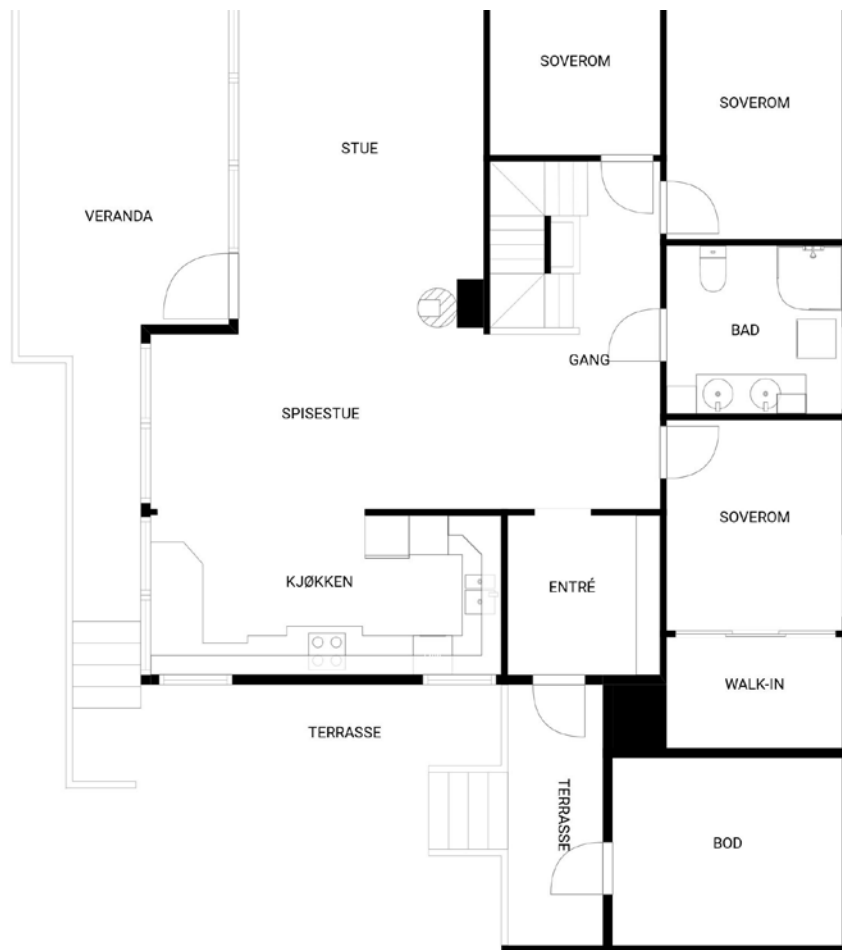 SOVEROM
SOVEROM
STUE
VERANDA
BAD
GANG
SPISESTUE
SOVEROM
KJØKKEN
ENTRÉ
WALK-IN
TERRASSE
TERRASSE
BOD